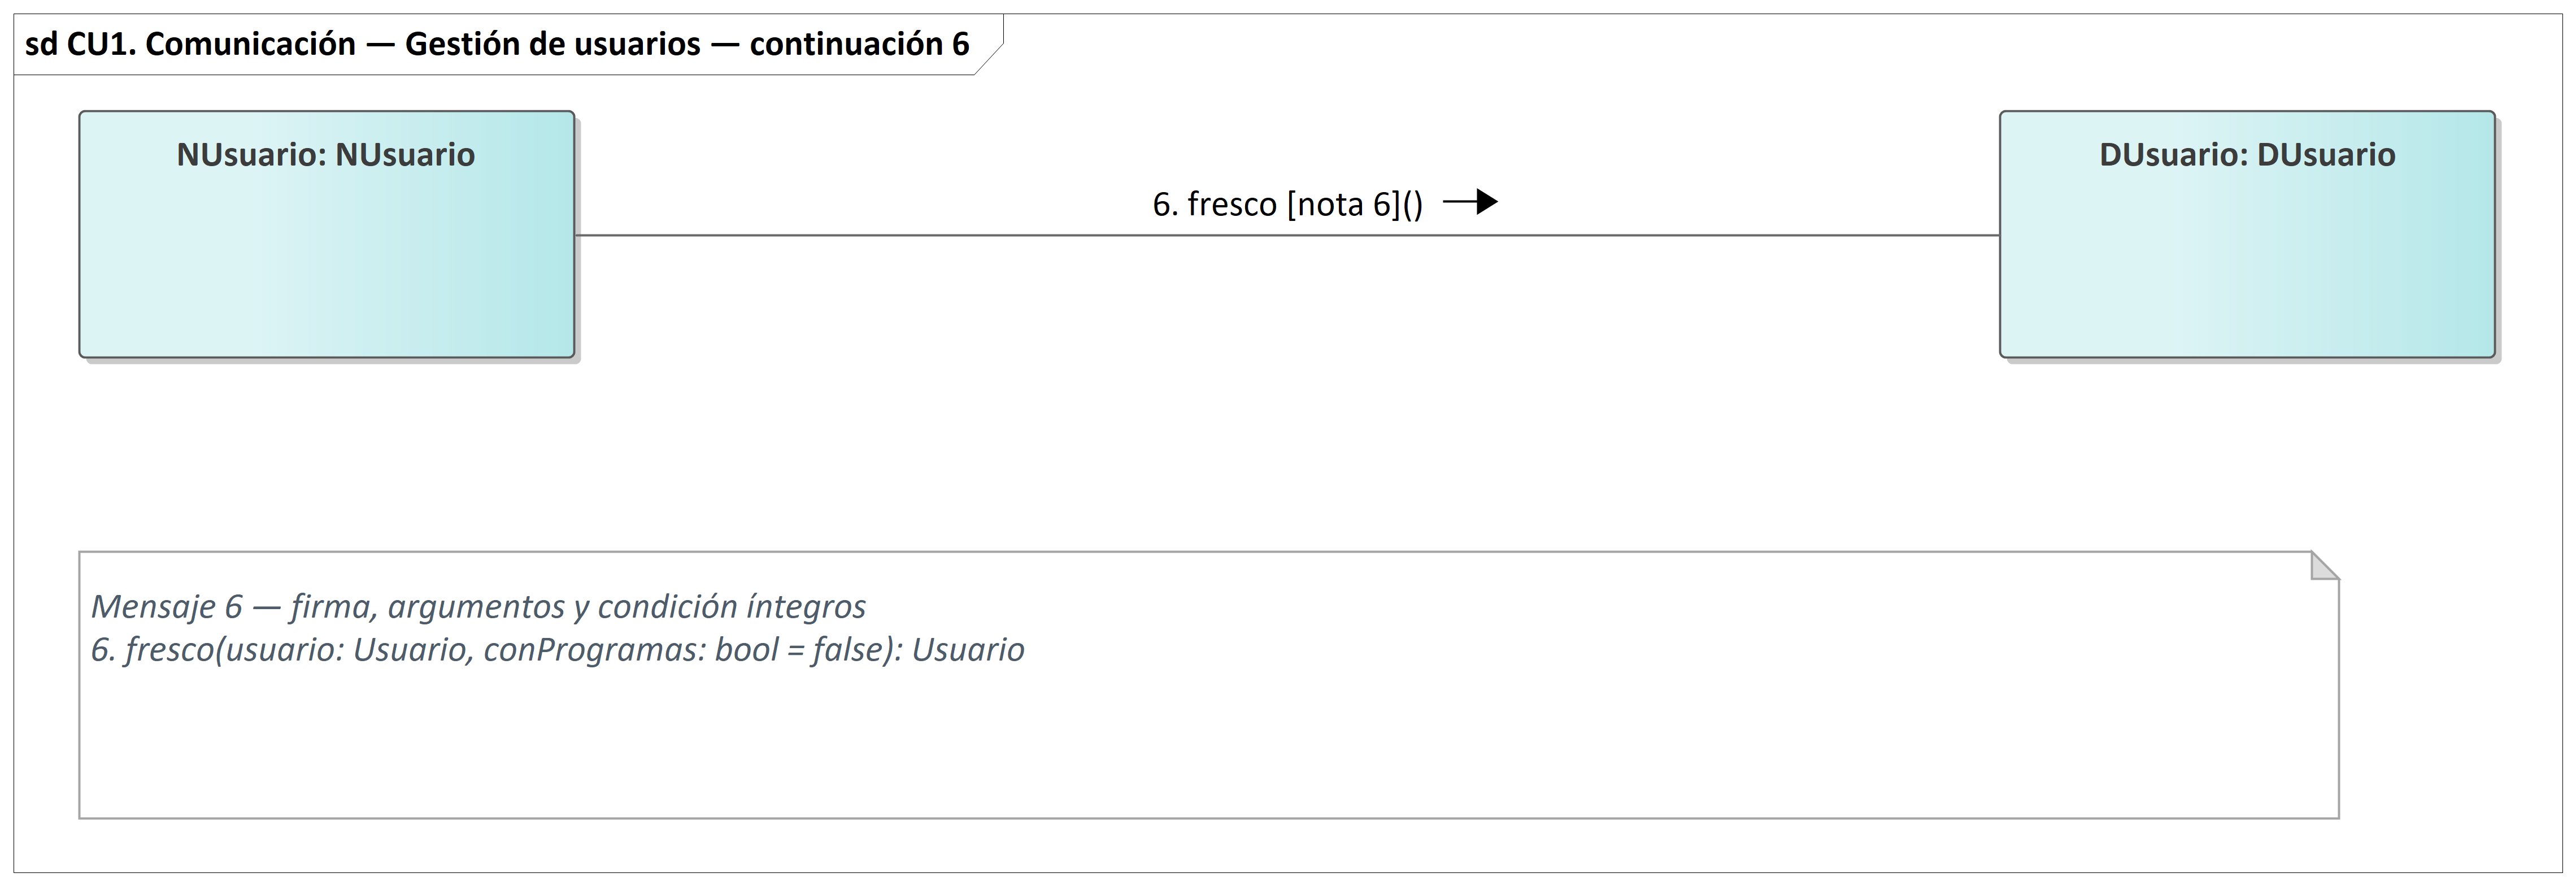 sd CU1. Comunicación — Gestión de usuarios — continuación 6
NUsuario: NUsuario
DUsuario: DUsuario
6. fresco [nota 6]()
Mensaje 6 — firma, argumentos y condición íntegros
6. fresco(usuario: Usuario, conProgramas: bool = false): Usuario